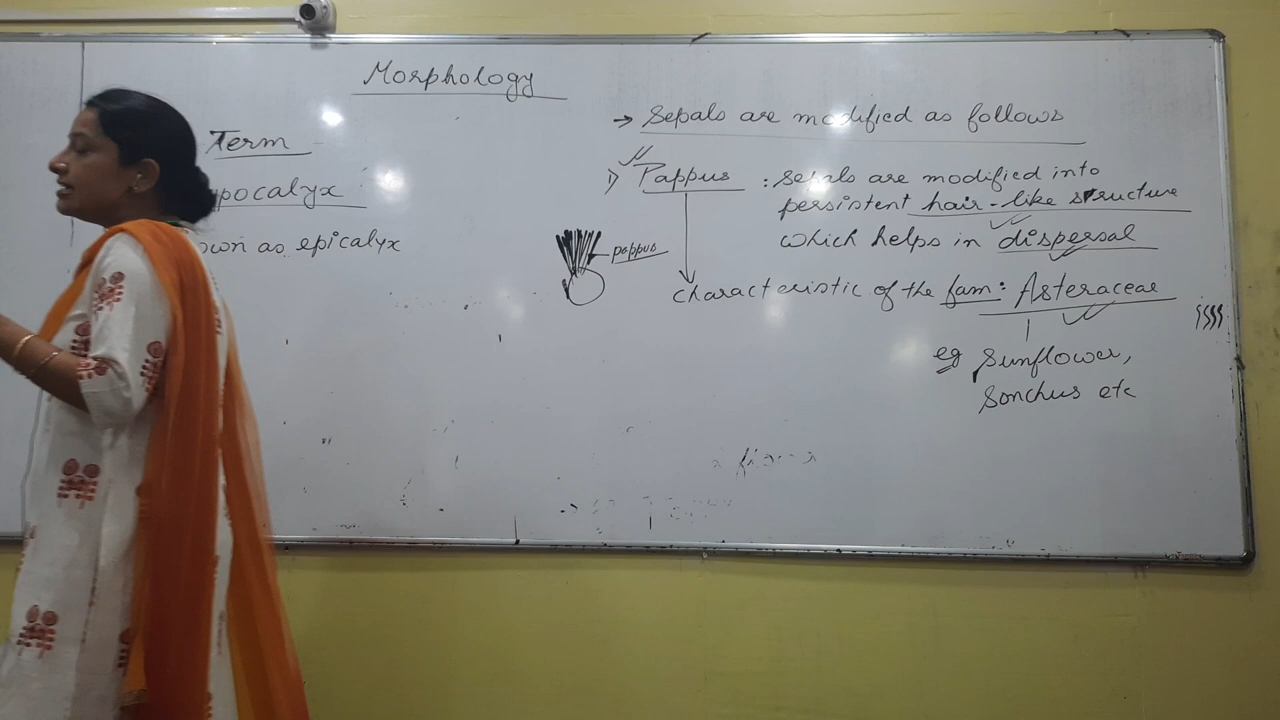 Morphology
Term
pocalyx
own as epicalyx
→ Sepals are modified as follows
Pappus : Sepals are modified into
persistent hair-like structure
which helps in dispersal
pappus
characteristic of the fam: Asteraceae
eg Sunflower,
Sonchus etc